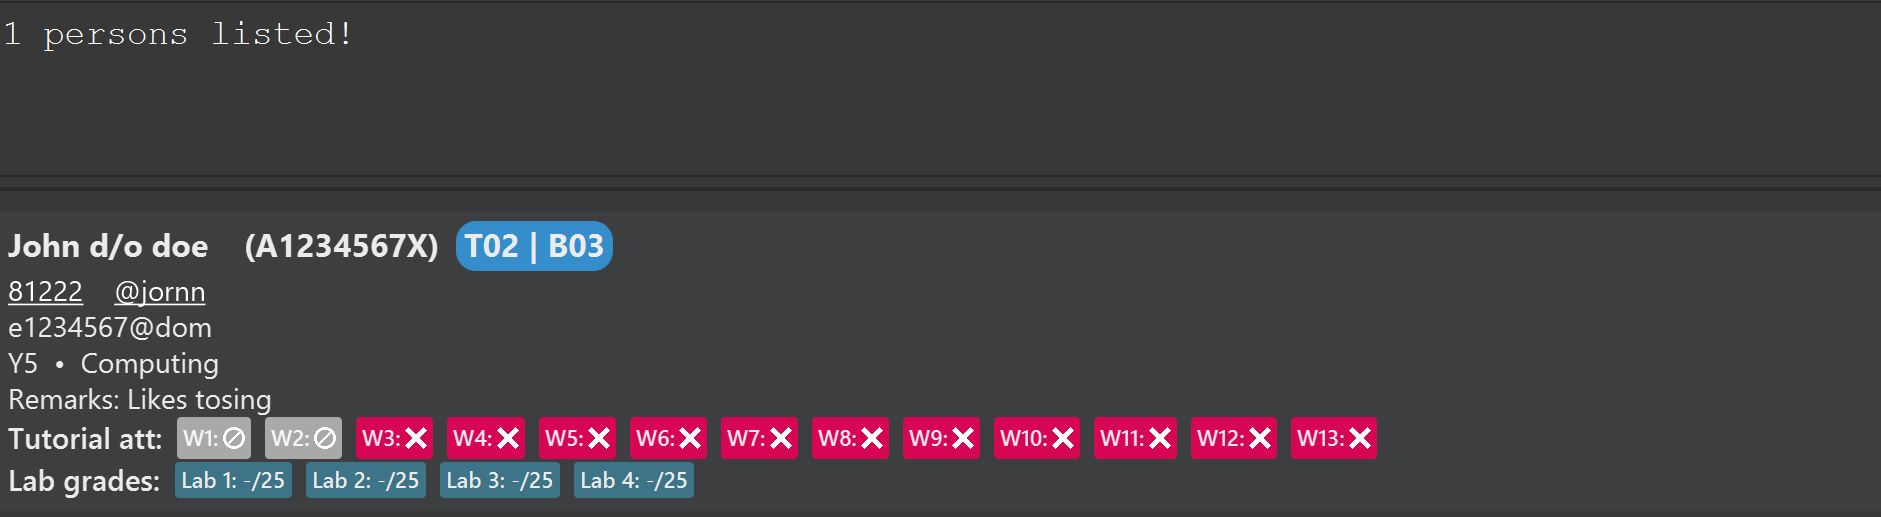 1 persons listed!
John d/o doe (A1234567X) T02 | B03
81222 @jornn
e1234567@dom
Y5 • Computing
Remarks: Likes tosing
Tutorial att: W1: W2: W3: W4: W5: W6: W7: W8: W9: W10: W11: W12: W13:
Lab grades: Lab 1: -/25 Lab 2: -/25 Lab 3: -/25 Lab 4: -/25